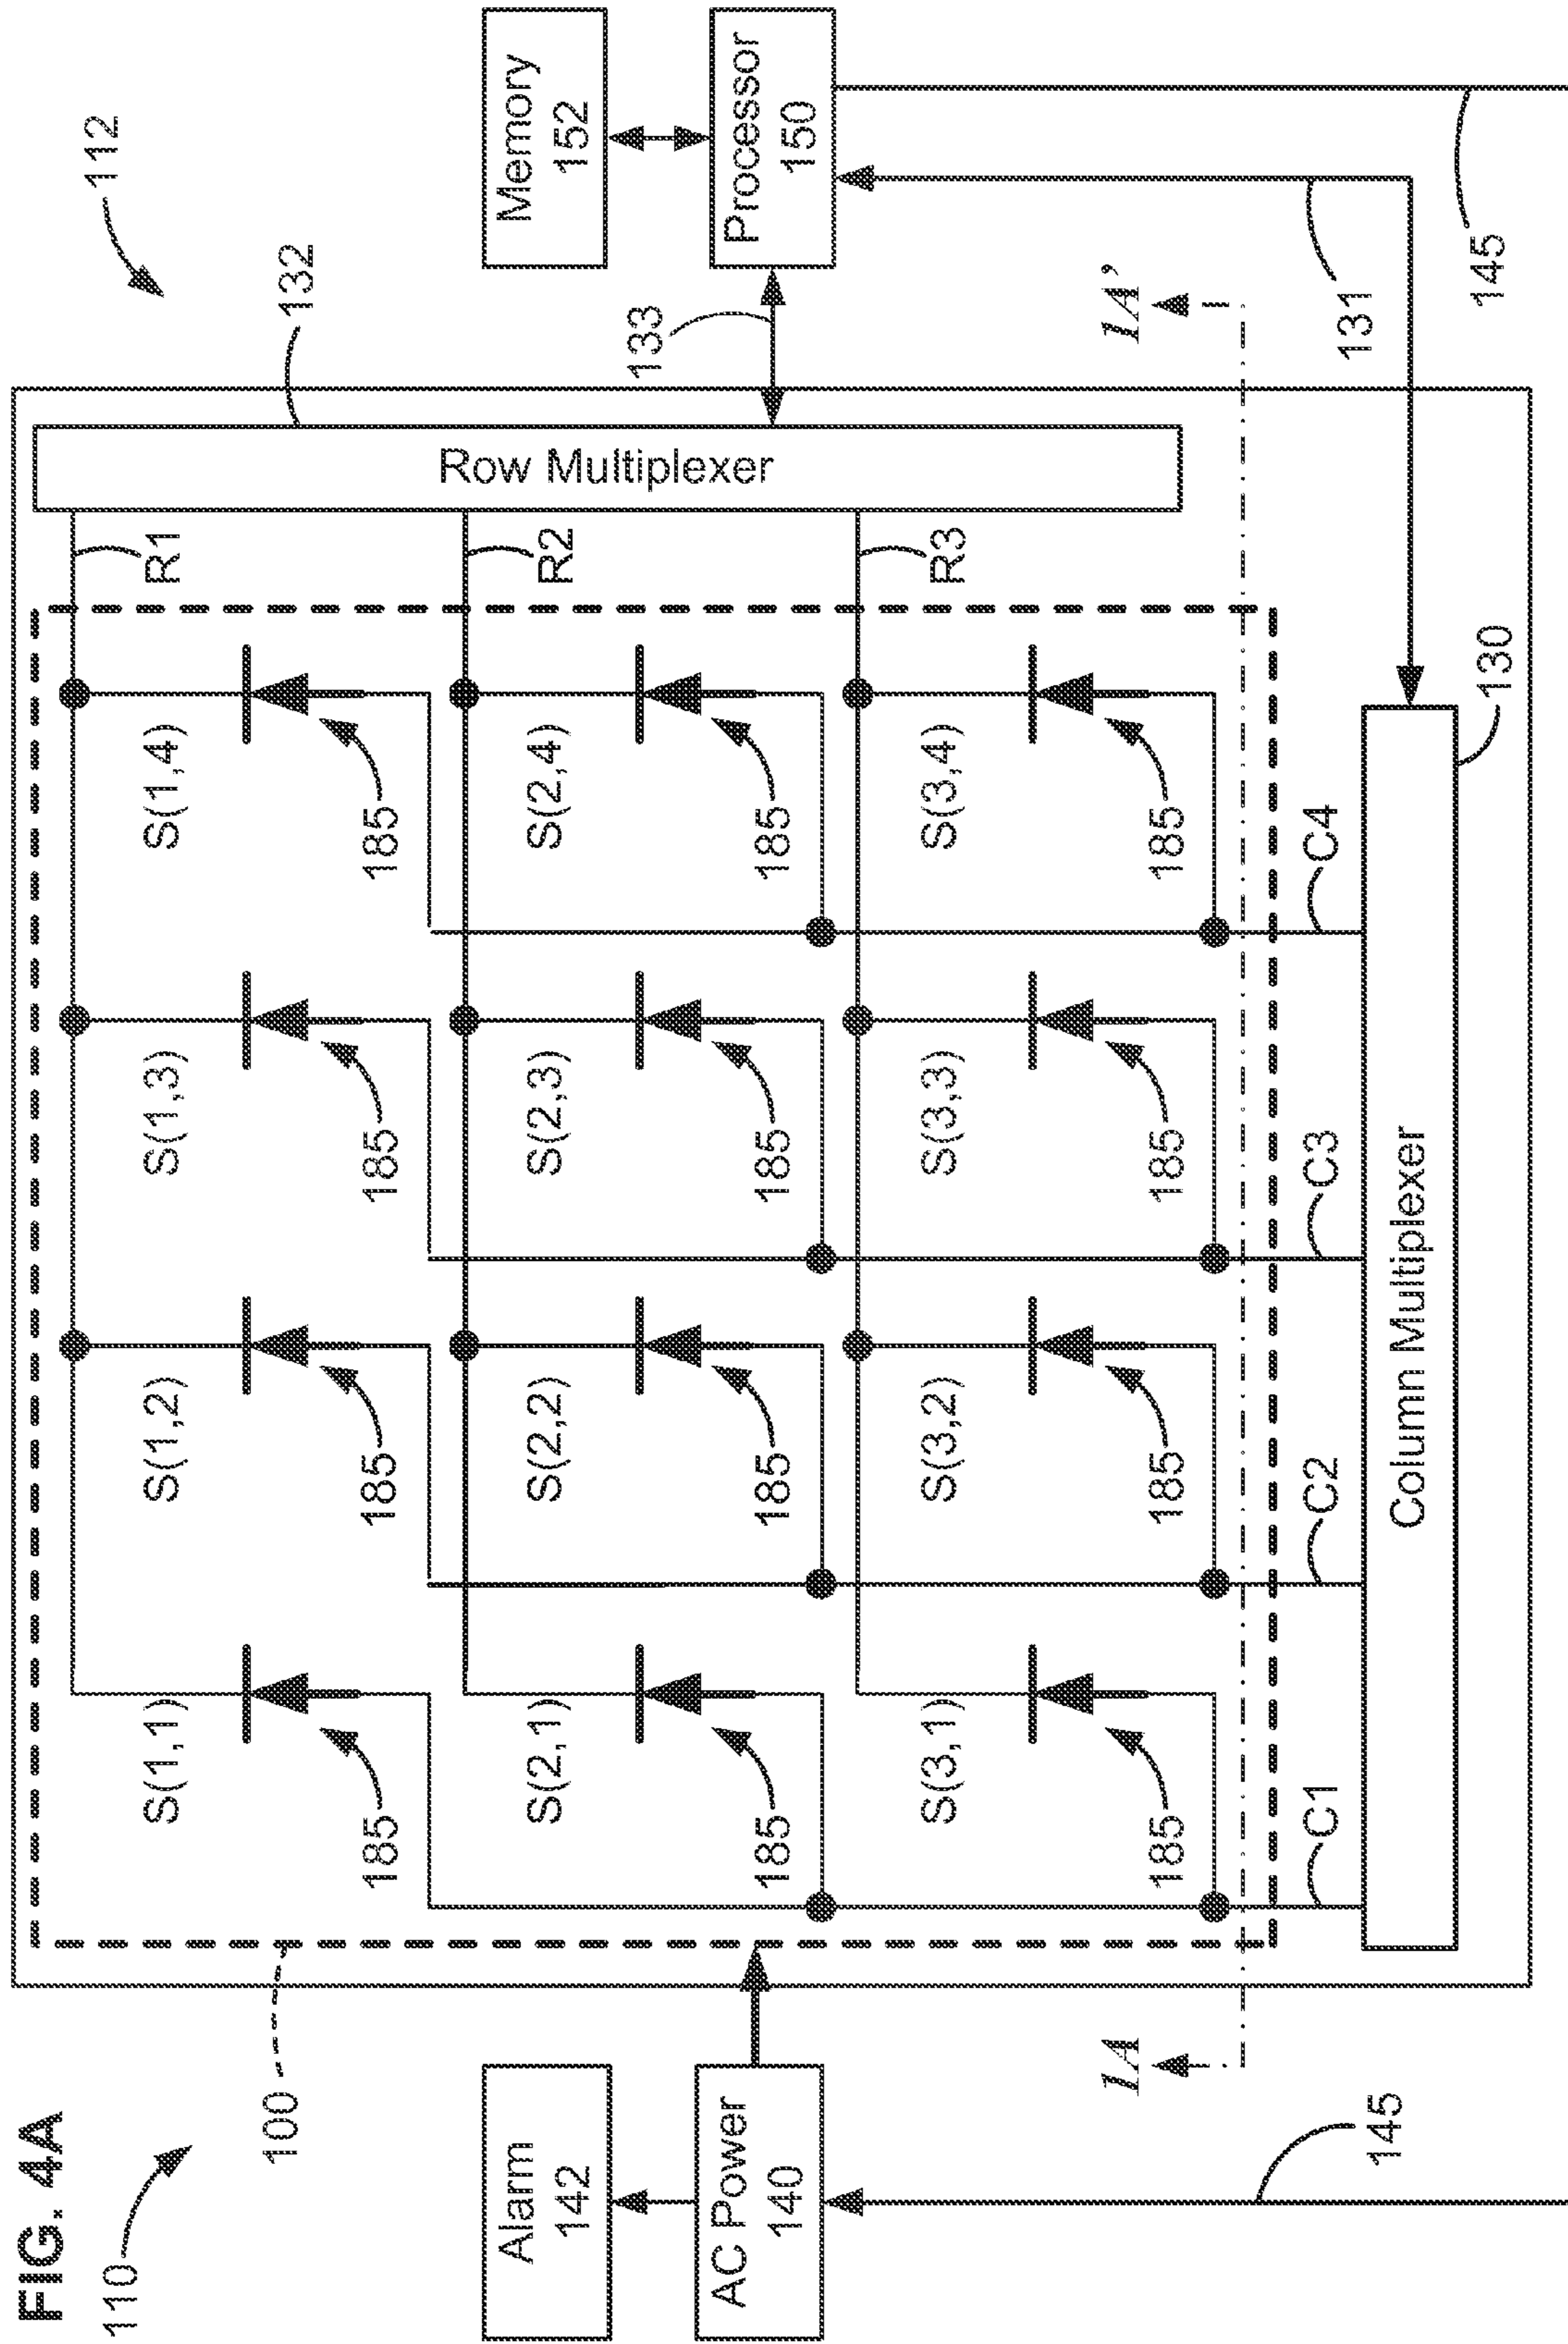 FIG. 4A
110
112
100
132
Alarm
142
AC Power
140
Memory
152
Processor
150
133
Row Multiplexer
R1
R2
R3
S(1,1)
S(1,2)
S(1,3)
S(1,4)
185
185
185
185
S(2,1)
S(2,2)
S(2,3)
S(2,4)
185
185
185
185
S(3,1)
S(3,2)
S(3,3)
S(3,4)
185
185
185
185
1A
1A'
C1
C2
C3
C4
131
Column Multiplexer
130
145
145